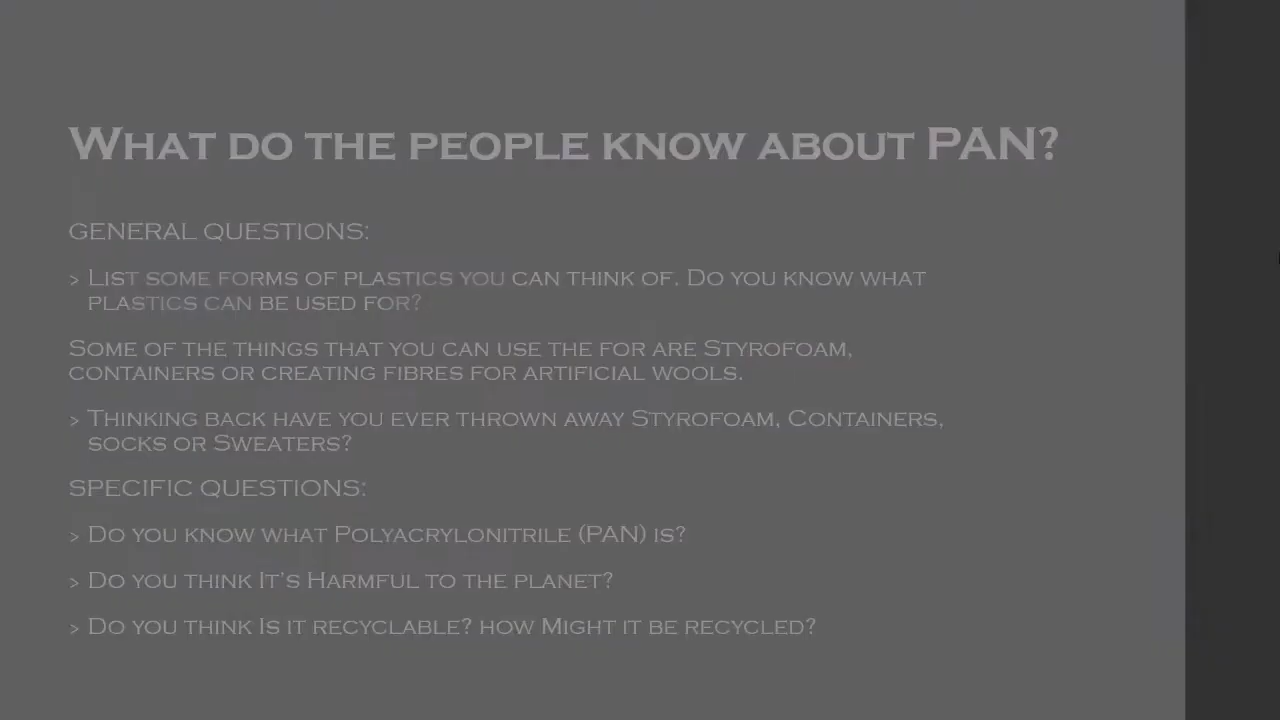 What do the people know about PAN?
GENERAL QUESTIONS:
> List some forms of plastics you can think of. Do you know what
plastics can be used for?
Some of the things that you can use the for are Styrofoam,
containers or creating fibres for artificial wools.
> Thinking back have you ever thrown away Styrofoam, Containers,
socks or Sweaters?
SPECIFIC QUESTIONS:
> Do you know what Polyacrylonitrile (PAN) is?
> Do you think It's Harmful to the planet?
> Do you think Is it recyclable? how Might it be recycled?